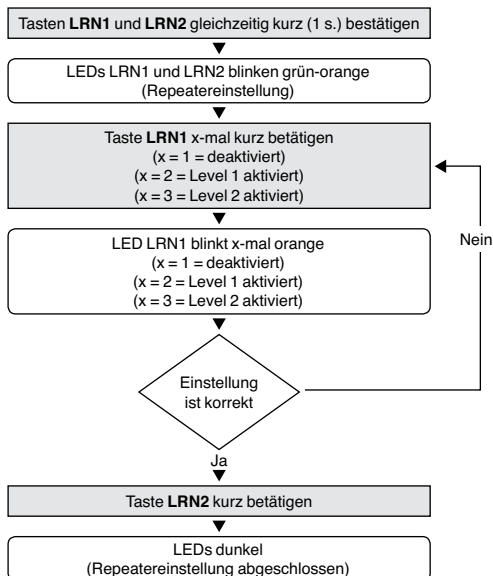 Tasten LRN1 und LRN2 gleichzeitig kurz (1 s.) bestätigen
LEDs LRN1 und LRN2 blinken grün-orange
(Repeatereinstellung)
Taste LRN1 x-mal kurz betätigen
(x = 1 = deaktiviert)
(x = 2 = Level 1 aktiviert)
(x = 3 = Level 2 aktiviert)
LED LRN1 blinkt x-mal orange
(x = 1 = deaktiviert)
(x = 2 = Level 1 aktiviert)
(x = 3 = Level 2 aktiviert)
Nein
Einstellung
ist korrekt
Ja
Taste LRN2 kurz betätigen
LEDs dunkel
(Repeatereinstellung abgeschlossen)